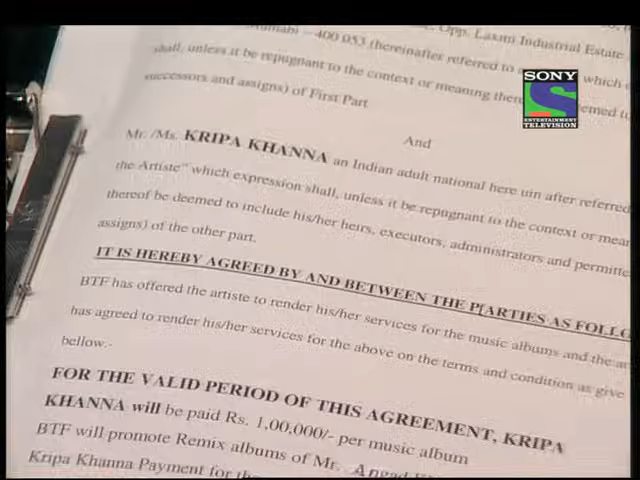 400 053 (hereinafter referred to
Opp. Laxmi Industrial Estate
shall, unless it be repugnant to the context or meaning
which
successors and assigns) of First Part
And
Mr. /Ms. KRIPA KHANNA an Indian adult national here uin after referred
the Artiste" which expression shall, unless it be repugnant to the context or
thereof be deemed to include his/her heirs, executors, administrators and
assigns) of the other part.
IT IS HEREBY AGREED BY AND BETWEEN THE P[ARTIES AS
BTF has offered the artiste to render his/her services for the music albums and the
has agreed to render his/her services for the above on the terms and condition as give
bellow:-
FOR THE VALID PERIOD OF THIS AGREEMENT, KRIPA
KHANNA will be paid Rs. 1,00,000/- per music album
BTF will promote Remix albums of Mr. Angad
Kripa Khanna Payment for the
SONY
ENTERTAINMENT
TELEVISION